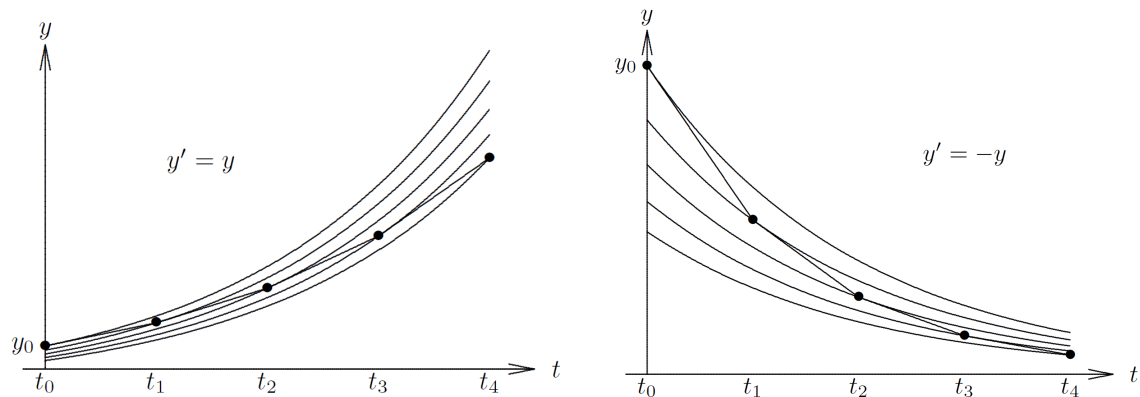 y
y′ = y
y₀
t₀ t₁ t₂ t₃ t₄ t
y
y₀
y′ = −y
t₀ t₁ t₂ t₃ t₄ t